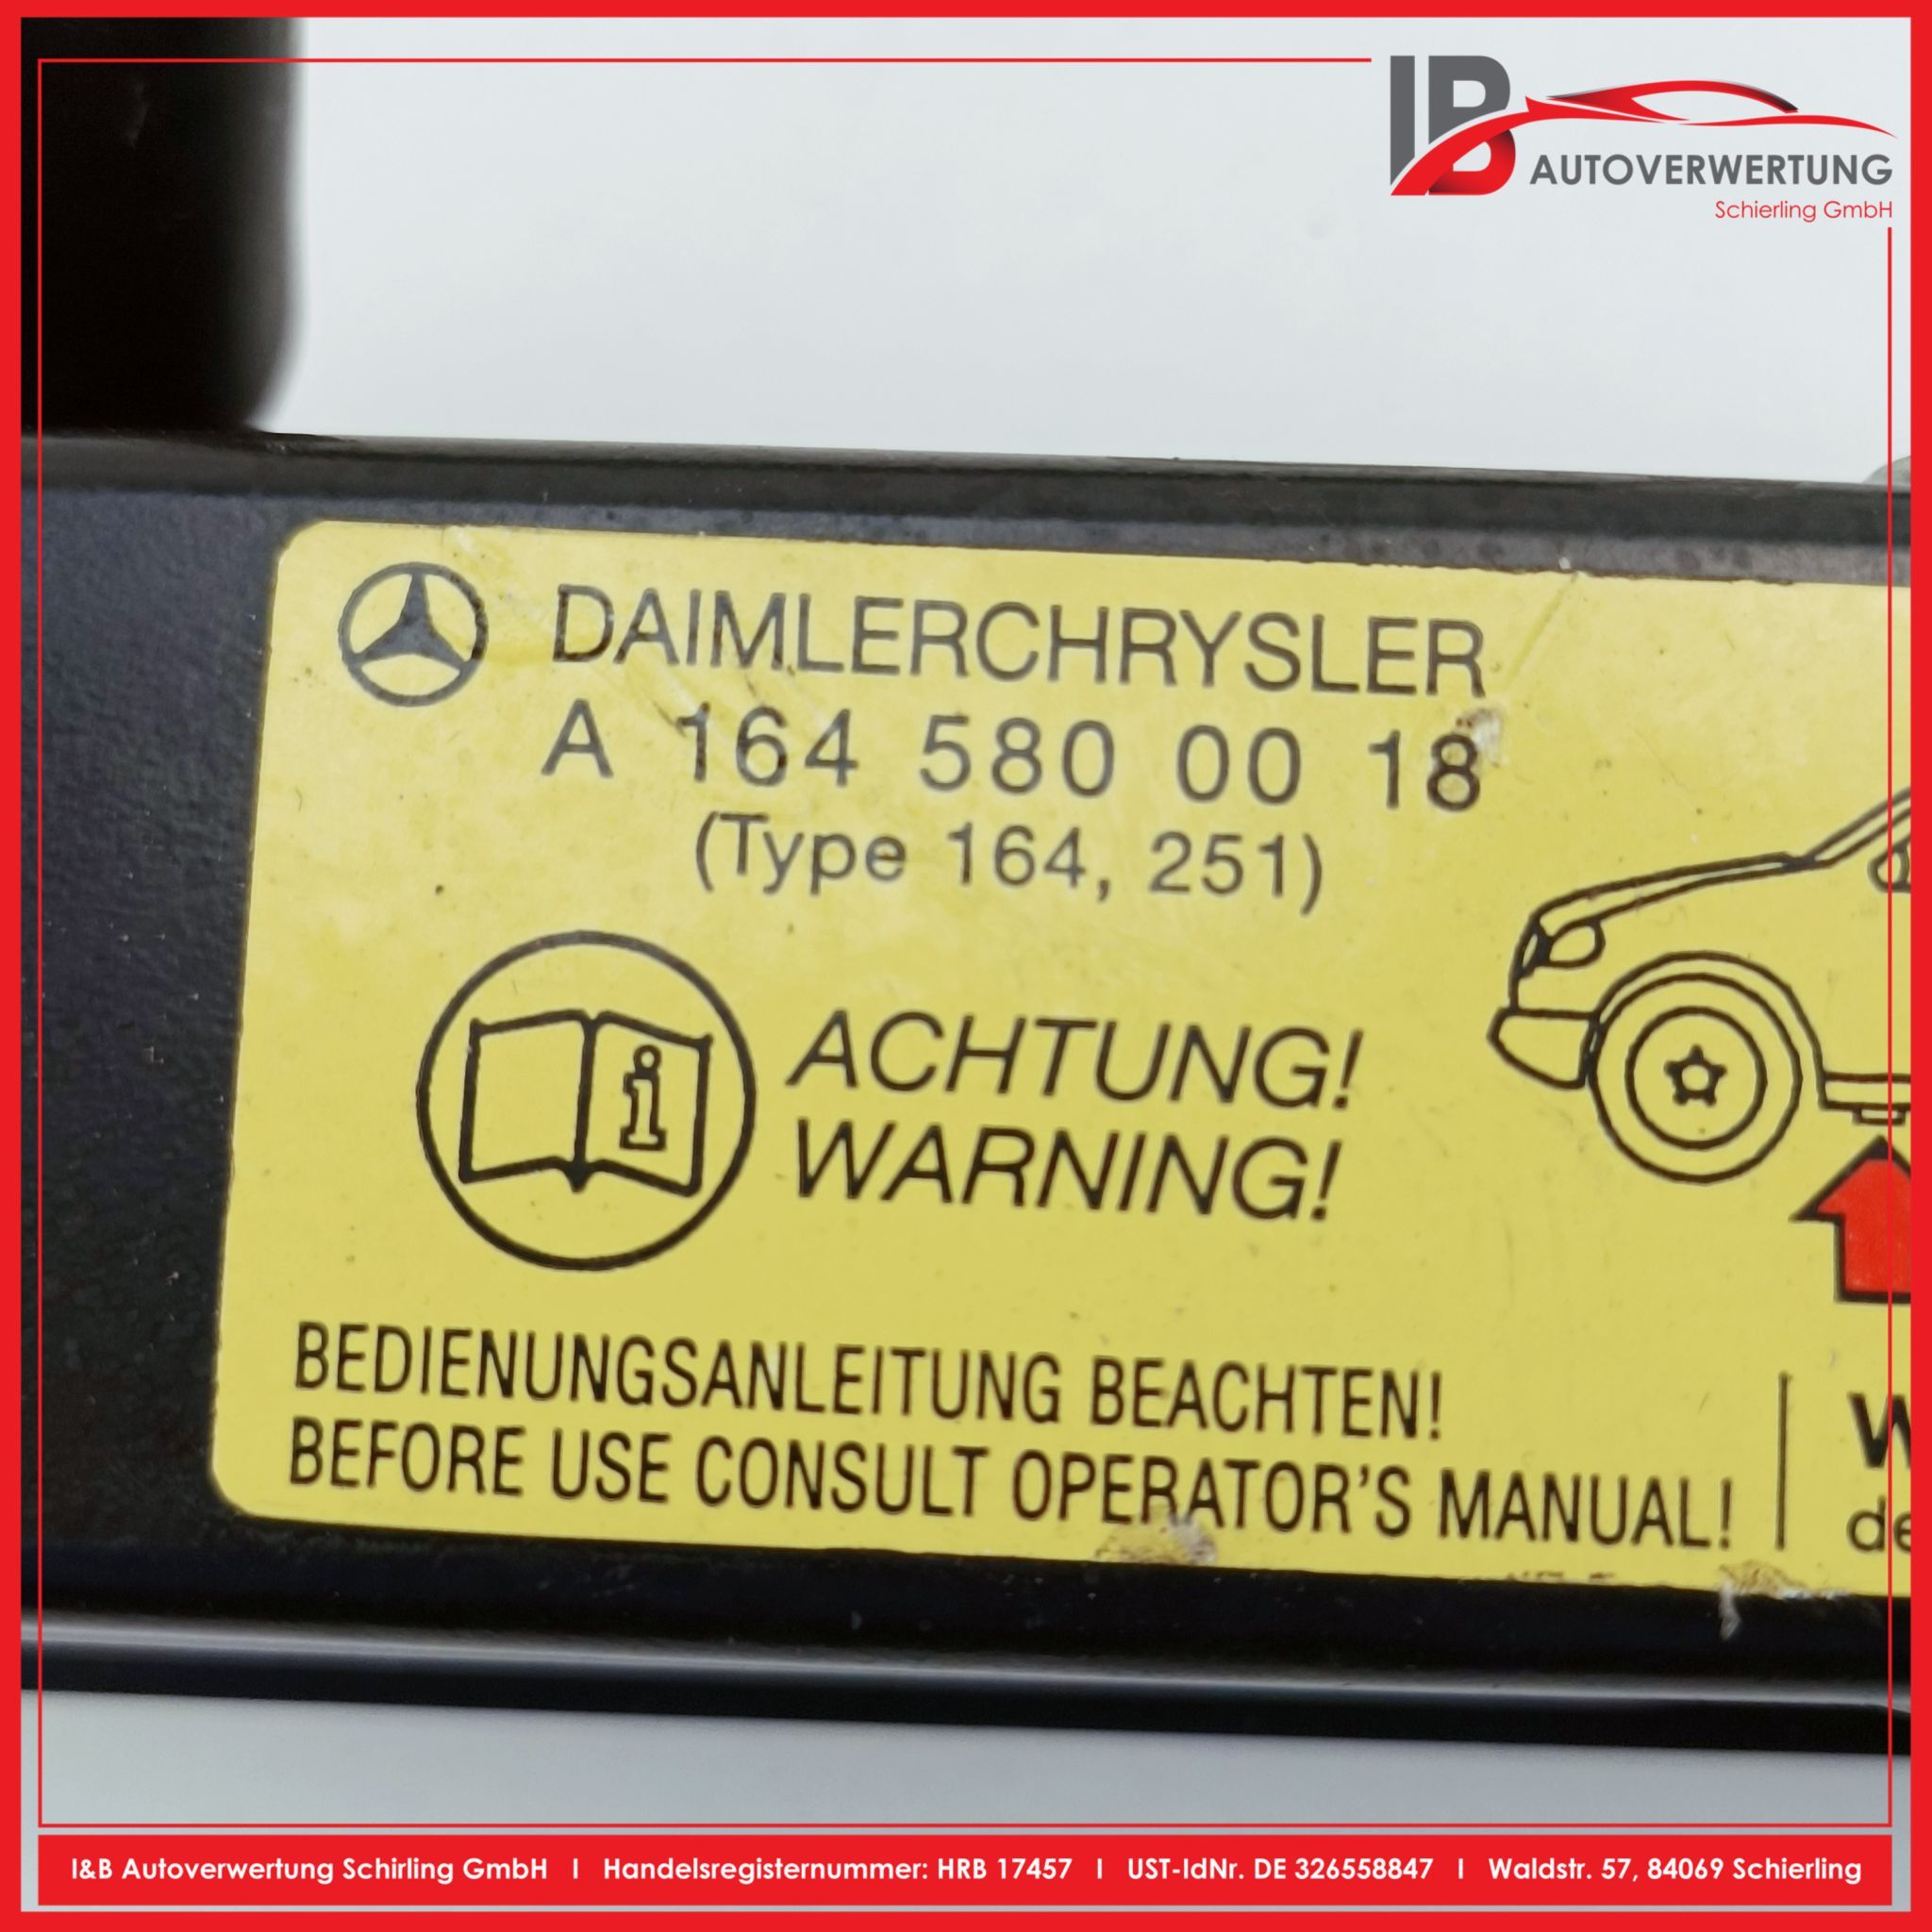 IB
AUTOVERWERTUNG
Schierling GmbH
DAIMLERCHRYSLER
A 164 580 00 18
(Type 164, 251)
ACHTUNG!
WARNING!
BEDIENUNGSANLEITUNG BEACHTEN!
BEFORE USE CONSULT OPERATOR'S MANUAL!
I&B Autoverwertung Schirling GmbH I Handelsregisternummer: HRB 17457 I UST-IdNr. DE 326558847 I Waldstr. 57, 84069 Schierling